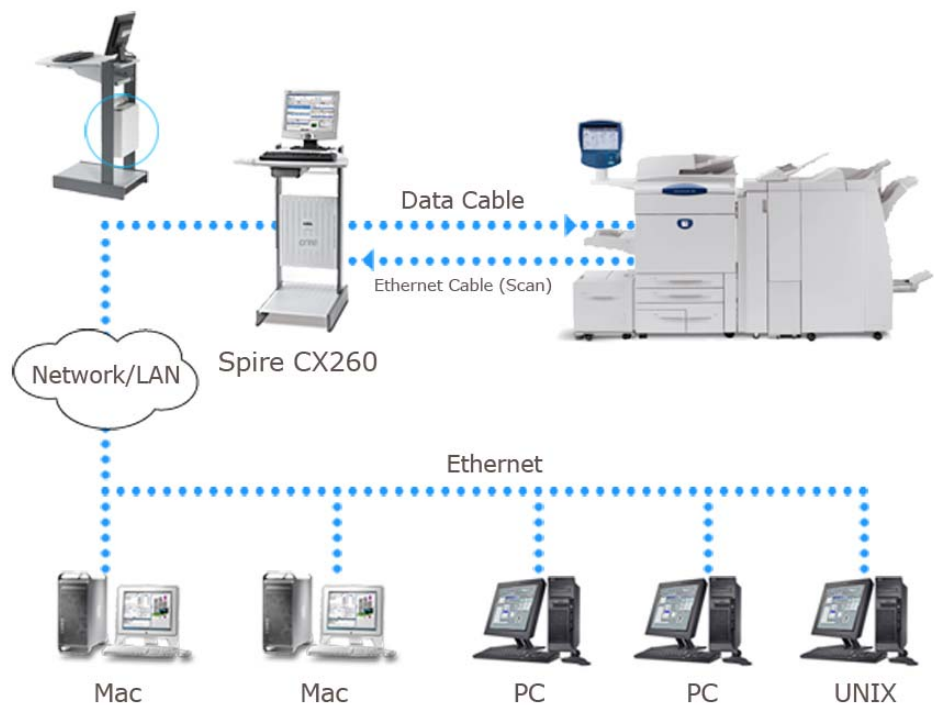 Data Cable
Ethernet Cable (Scan)
Spire CX260
Network/LAN
Ethernet
Mac
Mac
PC
PC
UNIX